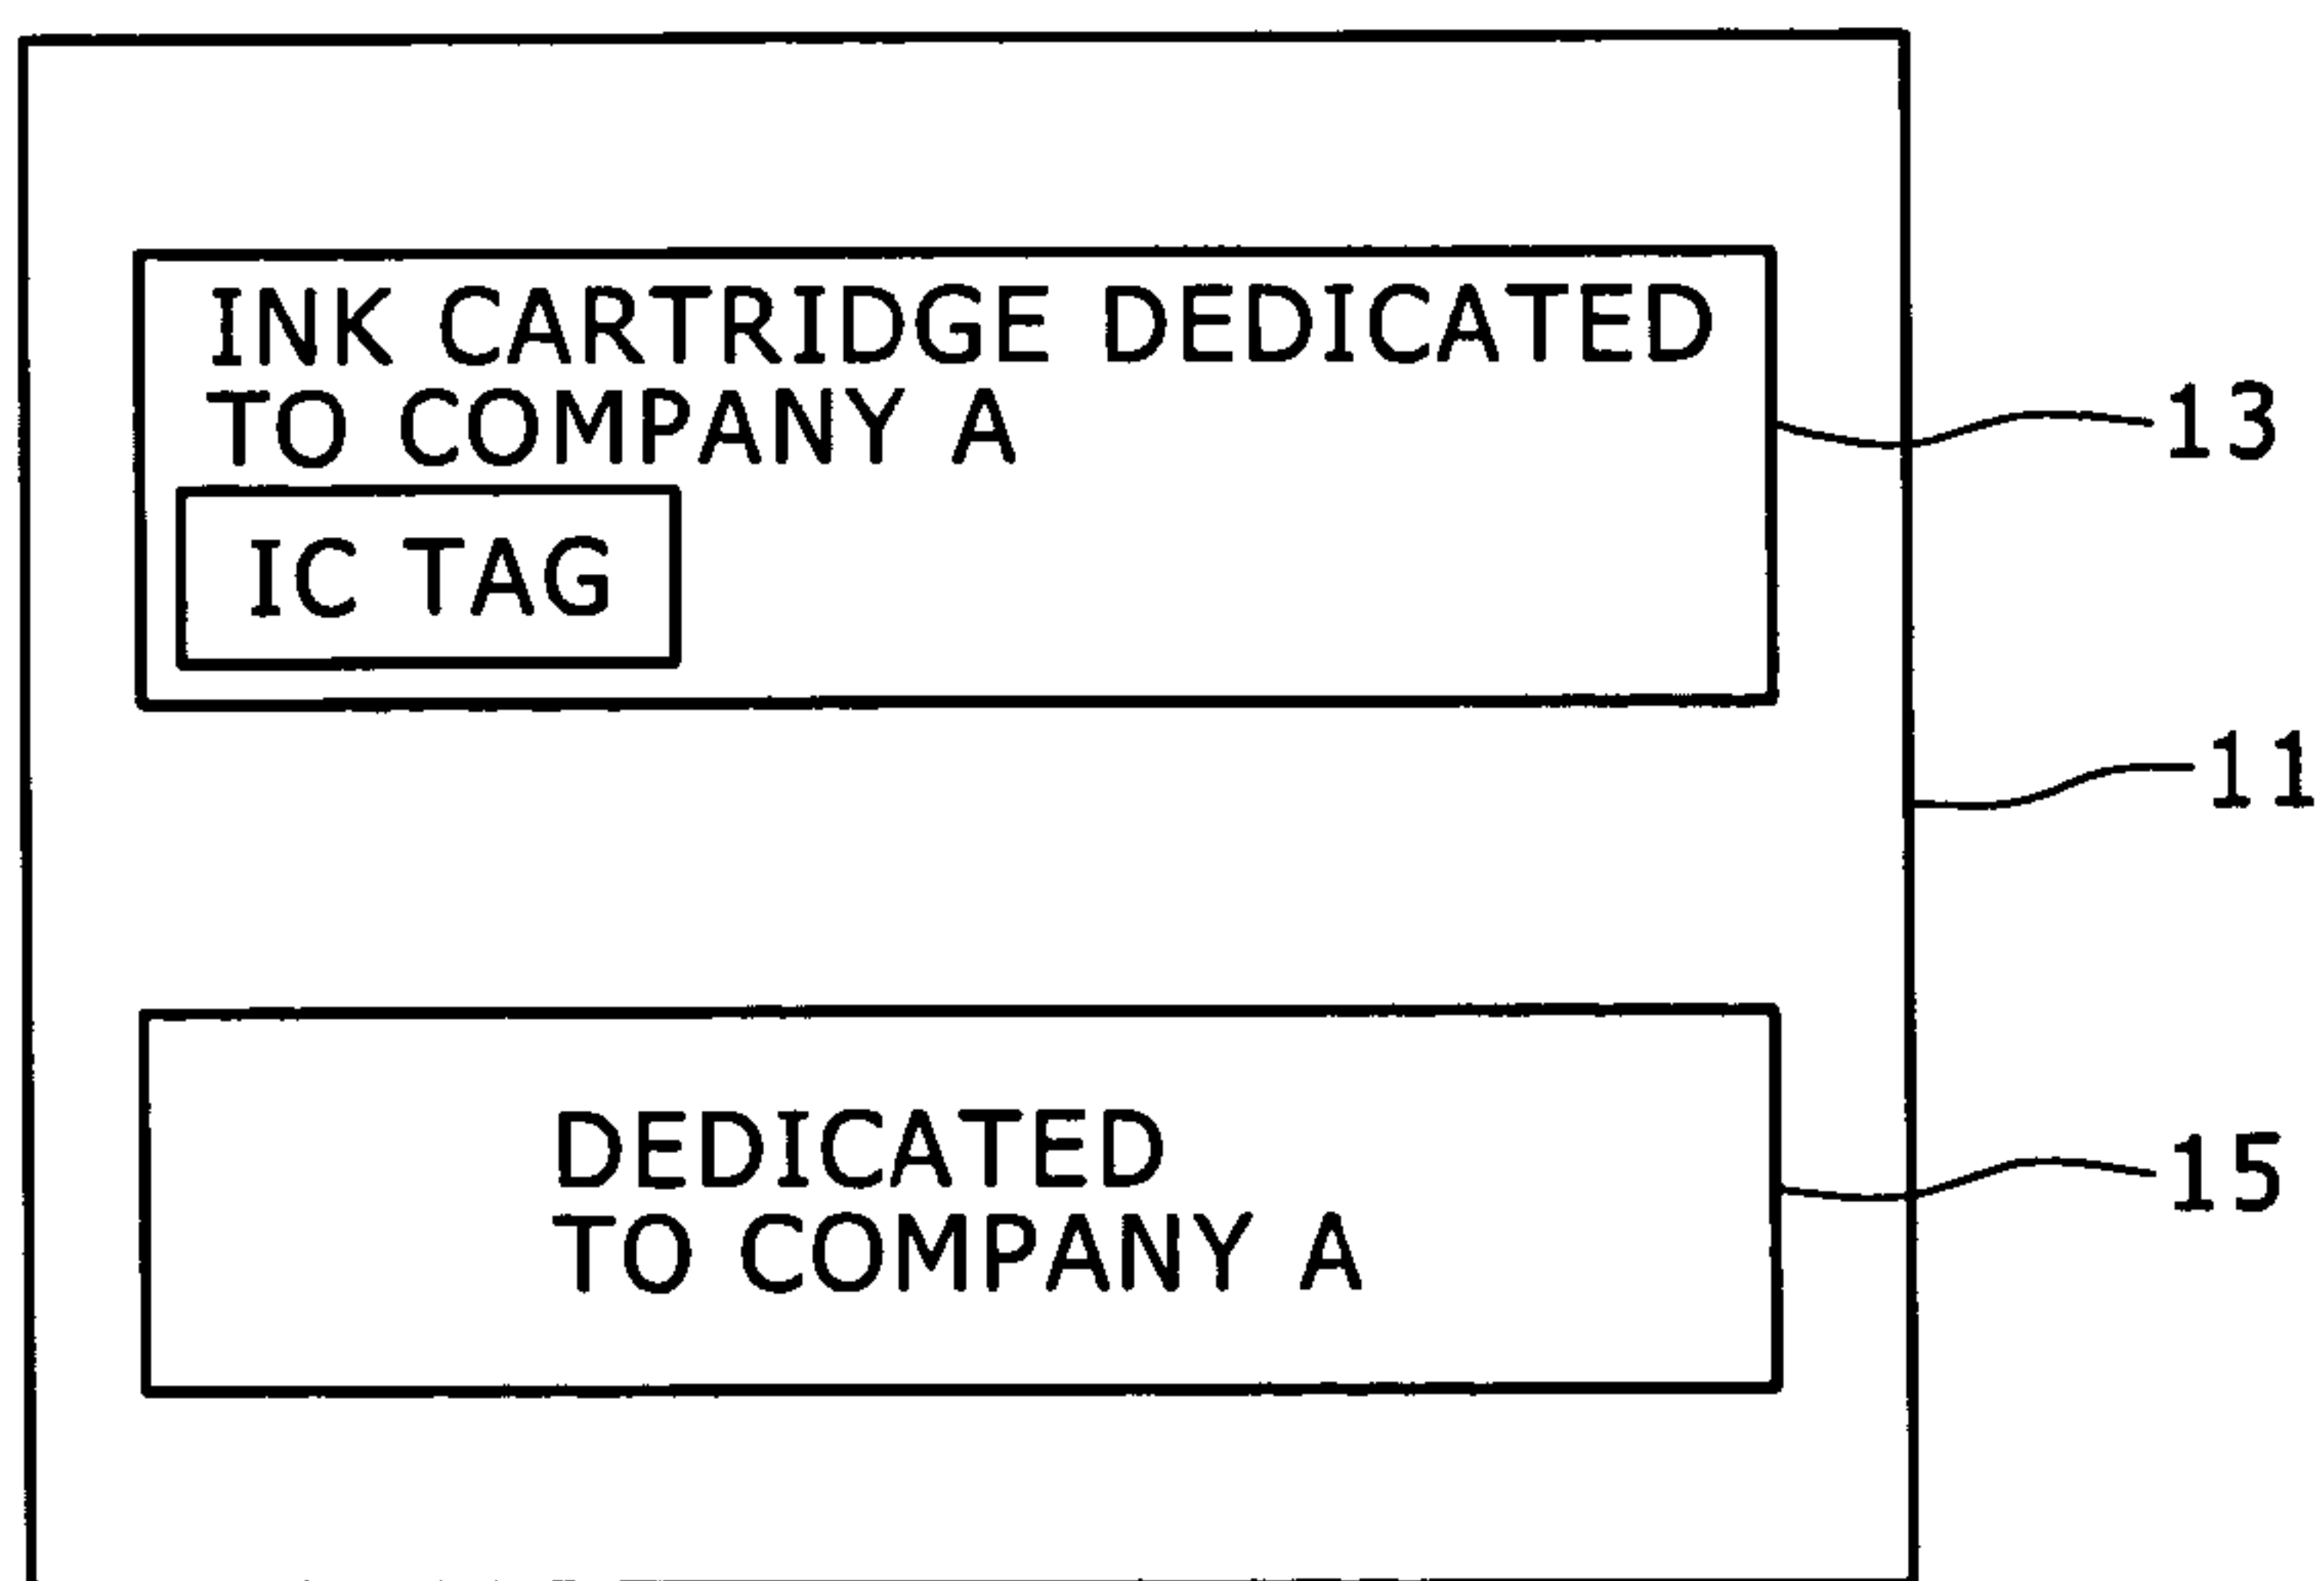 INK CARTRIDGE DEDICATED
TO COMPANY A
13
IC TAG
11
DEDICATED
TO COMPANY A
15